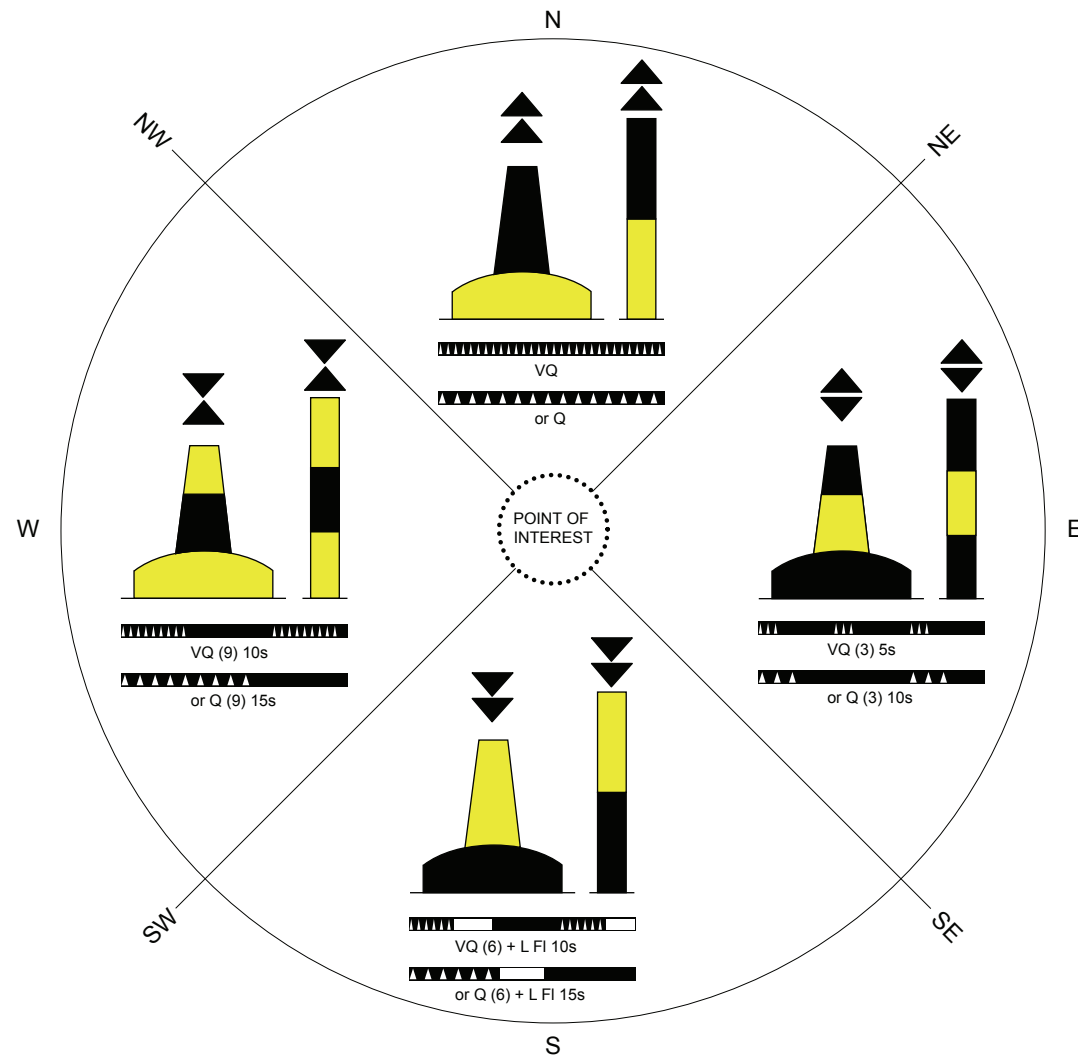 N
NW
NE
VQ
or Q
W
POINT OF
INTEREST
E
VQ (9) 10s
or Q (9) 15s
VQ (3) 5s
or Q (3) 10s
SW
SE
VQ (6) + L Fl 10s
or Q (6) + L Fl 15s
S